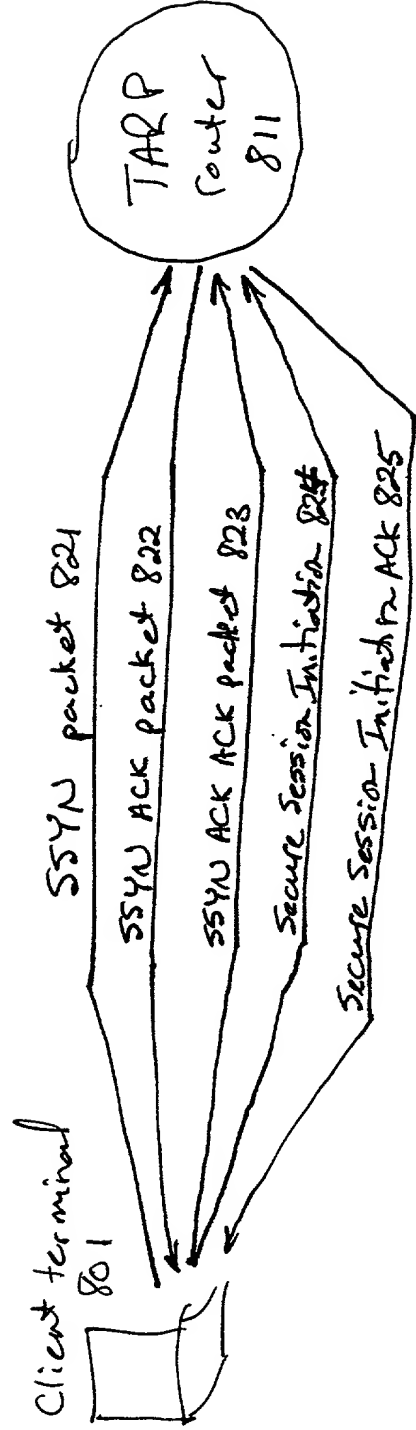 Client terminal
801
SSYN packet 821
SSYN ACK packet 822
SSYN ACK ACK packet 823
Secure Session Initiation 824
Secure Session Initiation ACK 825
TARP
router
811